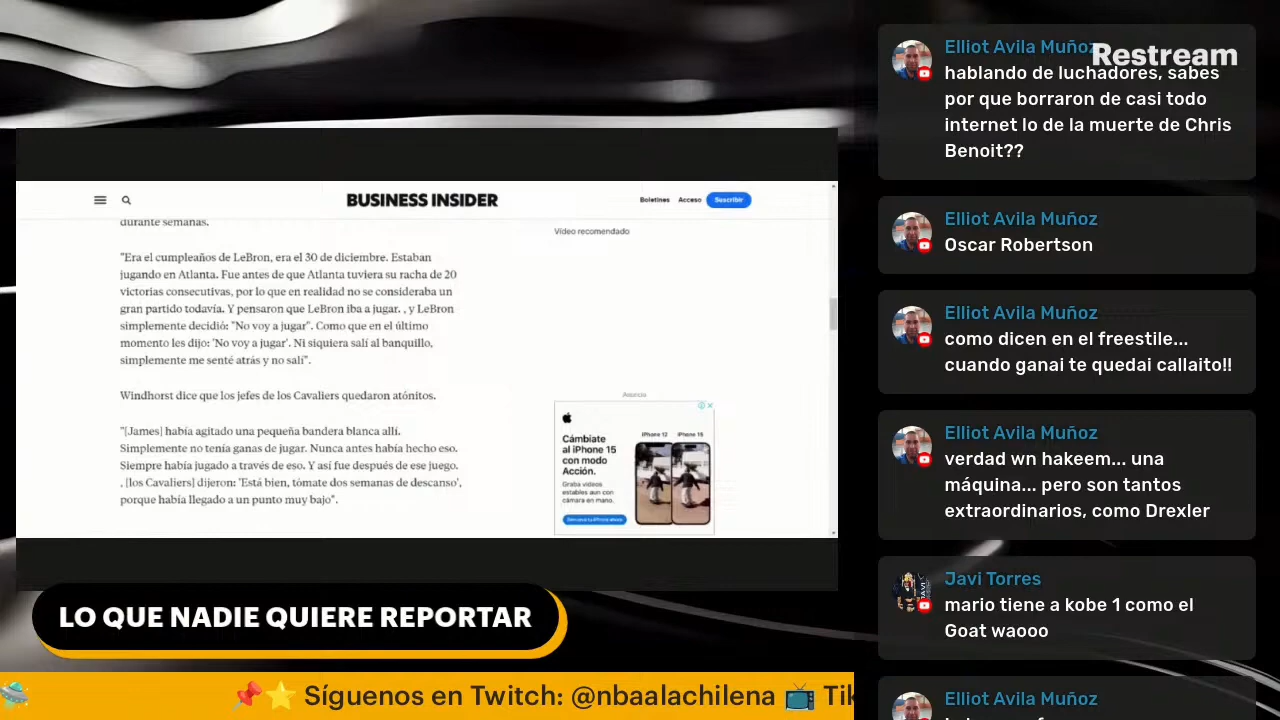 Restream
BUSINESS INSIDER
Boletines
Acceso
Suscribir
durante semanas.
"Era el cumpleaños de LeBron, era el 30 de diciembre. Estaban
jugando en Atlanta. Fue antes de que Atlanta tuviera su racha de 20
victorias consecutivas, por lo que en realidad no se consideraba un
gran partido todavía. Y pensaron que LeBron iba a jugar. , y LeBron
simplemente decidió: "No voy a jugar". Como que en el último
momento les dijo: 'No voy a jugar'. Ni siquiera salí al banquillo,
simplemente me senté atrás y no salí".
Windhorst dice que los jefes de los Cavaliers quedaron atónitos.
"[James] había agitado una pequeña bandera blanca allí.
Simplemente no tenía ganas de jugar. Nunca antes había hecho eso.
Siempre había jugado a través de eso. Y así fue después de ese juego.
, [los Cavaliers] dijeron: 'Está bien, tómate dos semanas de descanso',
porque había llegado a un punto muy bajo".
Vídeo recomendado
Anuncio
Cámbiate
al iPhone 15
con modo
Acción.
Graba vídeos
estables aun con
cámara en mano.
iPhone 12
iPhone 15
LO QUE NADIE QUIERE REPORTAR
Síguenos en Twitch: @nbaalachilena
Tik
Elliot Avila Muñoz
hablando de luchadores, sabes
por que borraron de casi todo
internet lo de la muerte de Chris
Benoit??
Elliot Avila Muñoz
Oscar Robertson
Elliot Avila Muñoz
como dicen en el freestile...
cuando ganai te quedai callaito!!
Elliot Avila Muñoz
verdad wn hakeem... una
máquina... pero son tantos
extraordinarios, como Drexler
Javi Torres
mario tiene a kobe 1 como el
Goat waooo
Elliot Avila Muñoz